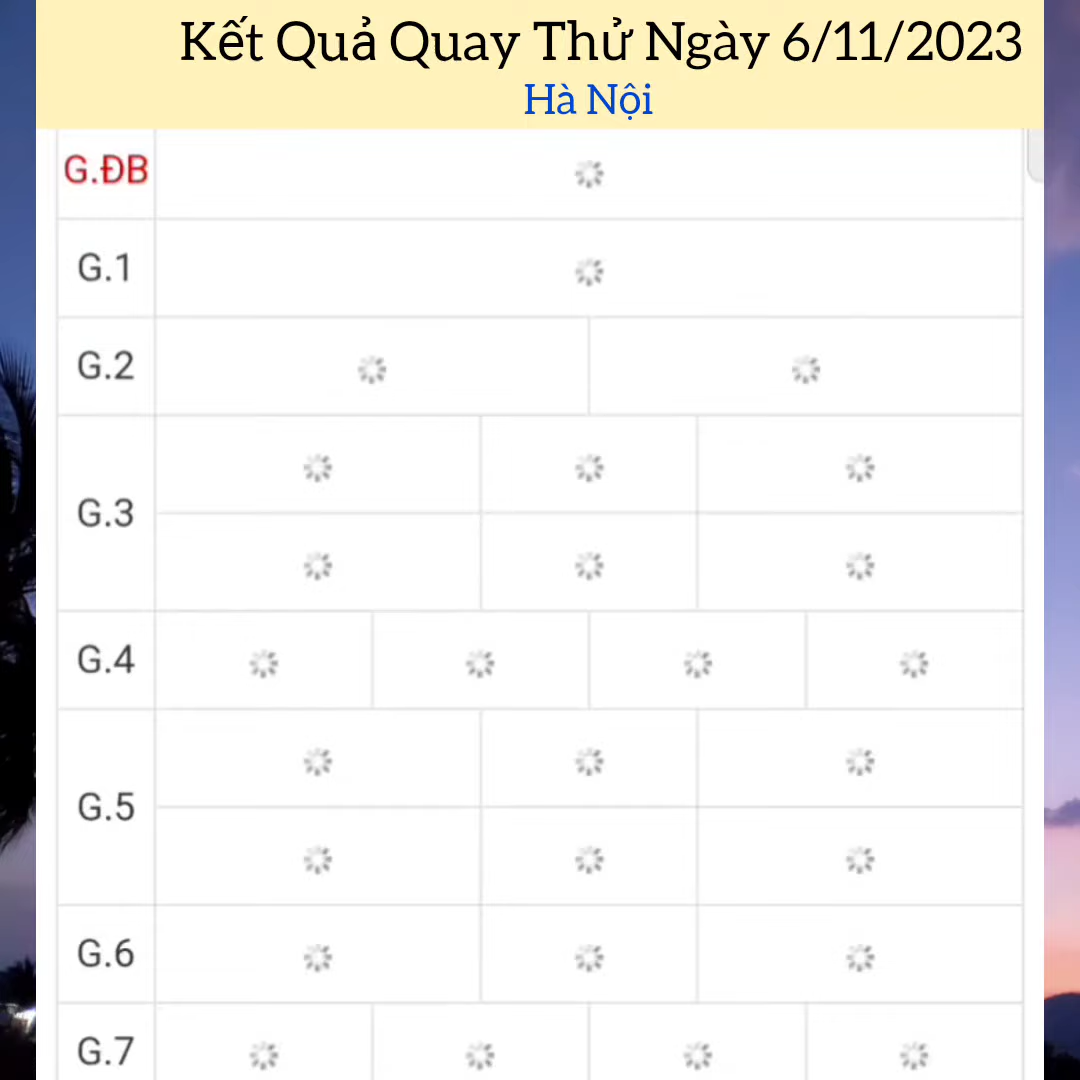 Kết Quả Quay Thử Ngày 6/11/2023
Hà Nội
G.ĐB
G.1
G.2
G.3
G.4
G.5
G.6
G.7